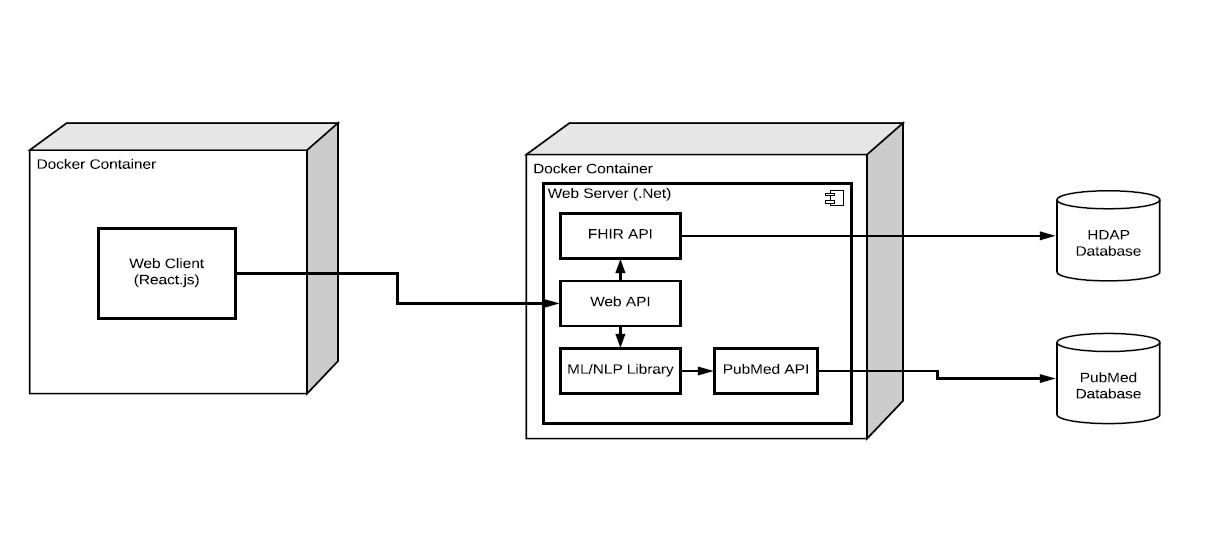 Docker Container
Web Client
(React.js)
Docker Container
Web Server (.Net)
FHIR API
Web API
ML/NLP Library
PubMed API
HDAP
Database
PubMed
Database